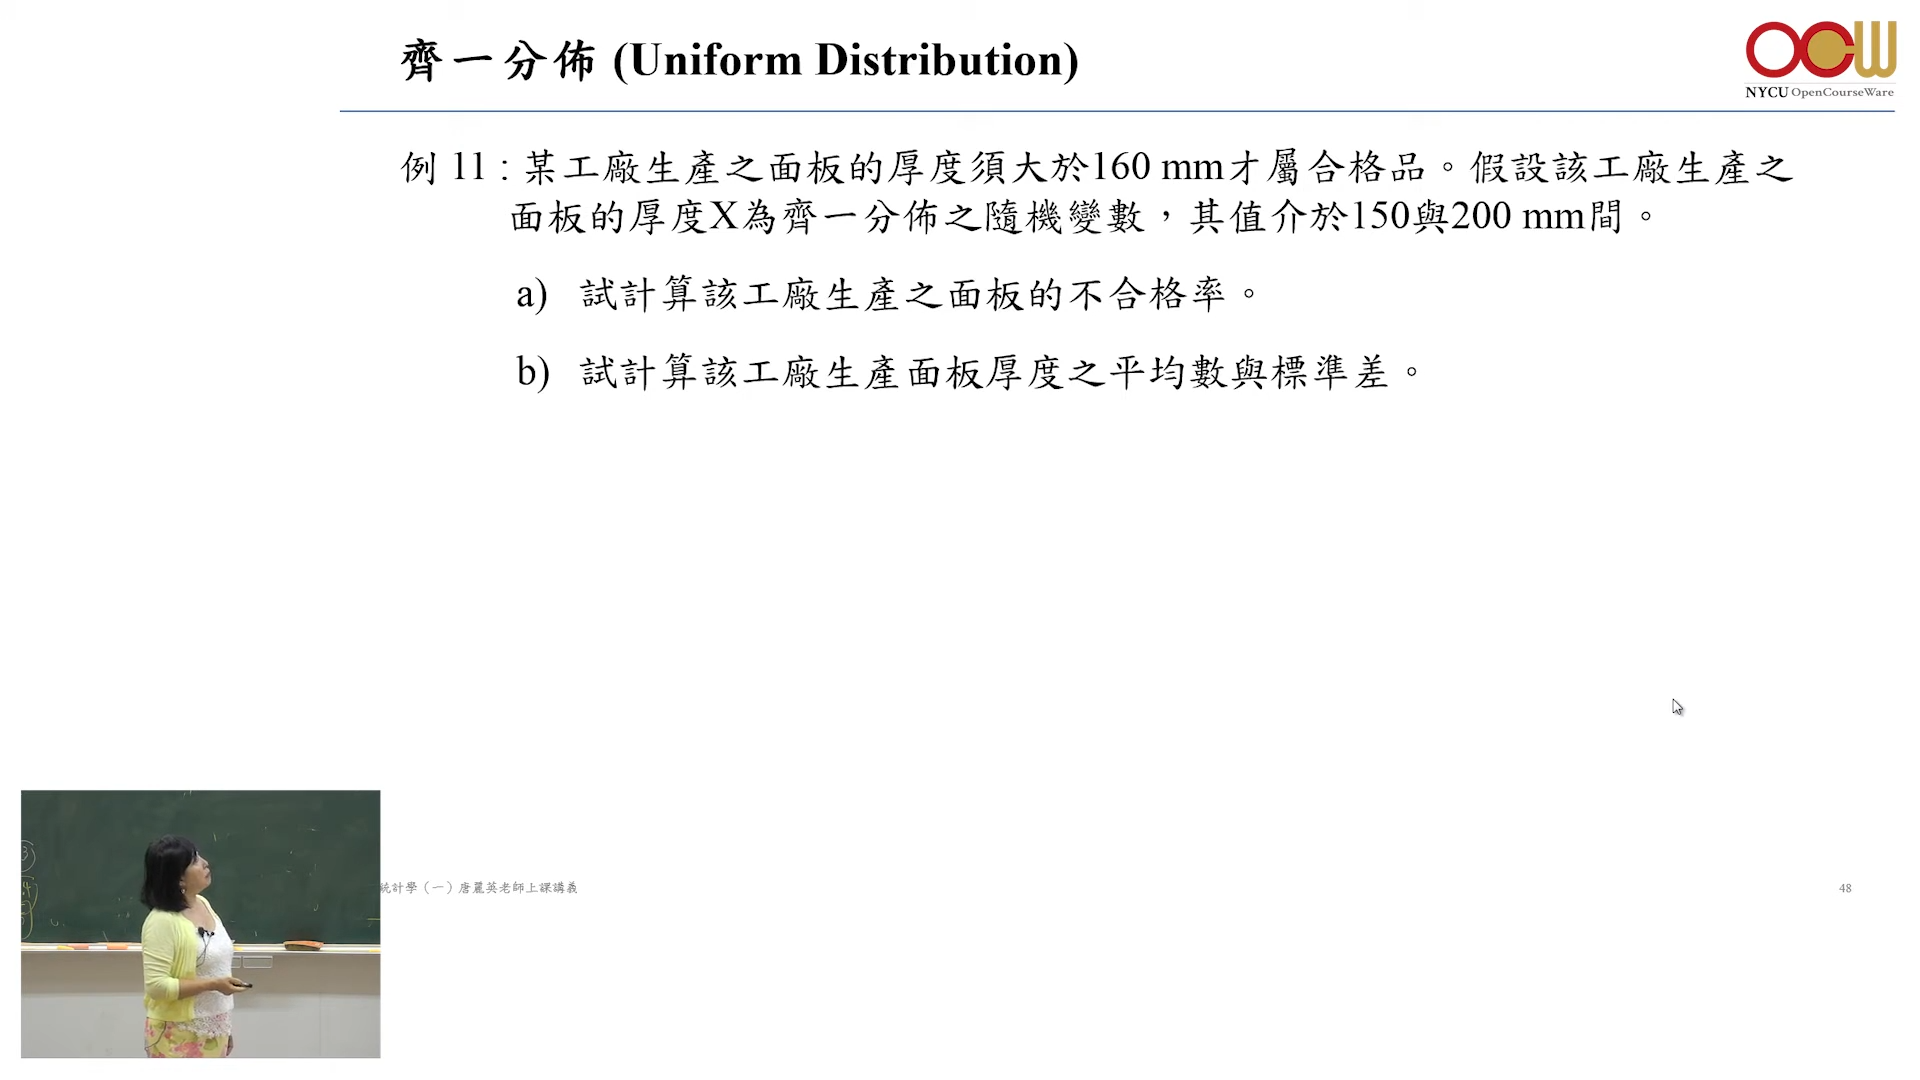 齊一分佈 (Uniform Distribution)
OCW
NYCU OpenCourseWare
例 11 : 某工廠生產之面板的厚度須大於160 mm才屬合格品。假設該工廠生產之
面板的厚度X為齊一分佈之隨機變數，其值介於150與200 mm間。
a) 試計算該工廠生產之面板的不合格率。
b) 試計算該工廠生產面板厚度之平均數與標準差。
統計學（一）唐麗英老師上課講義
48